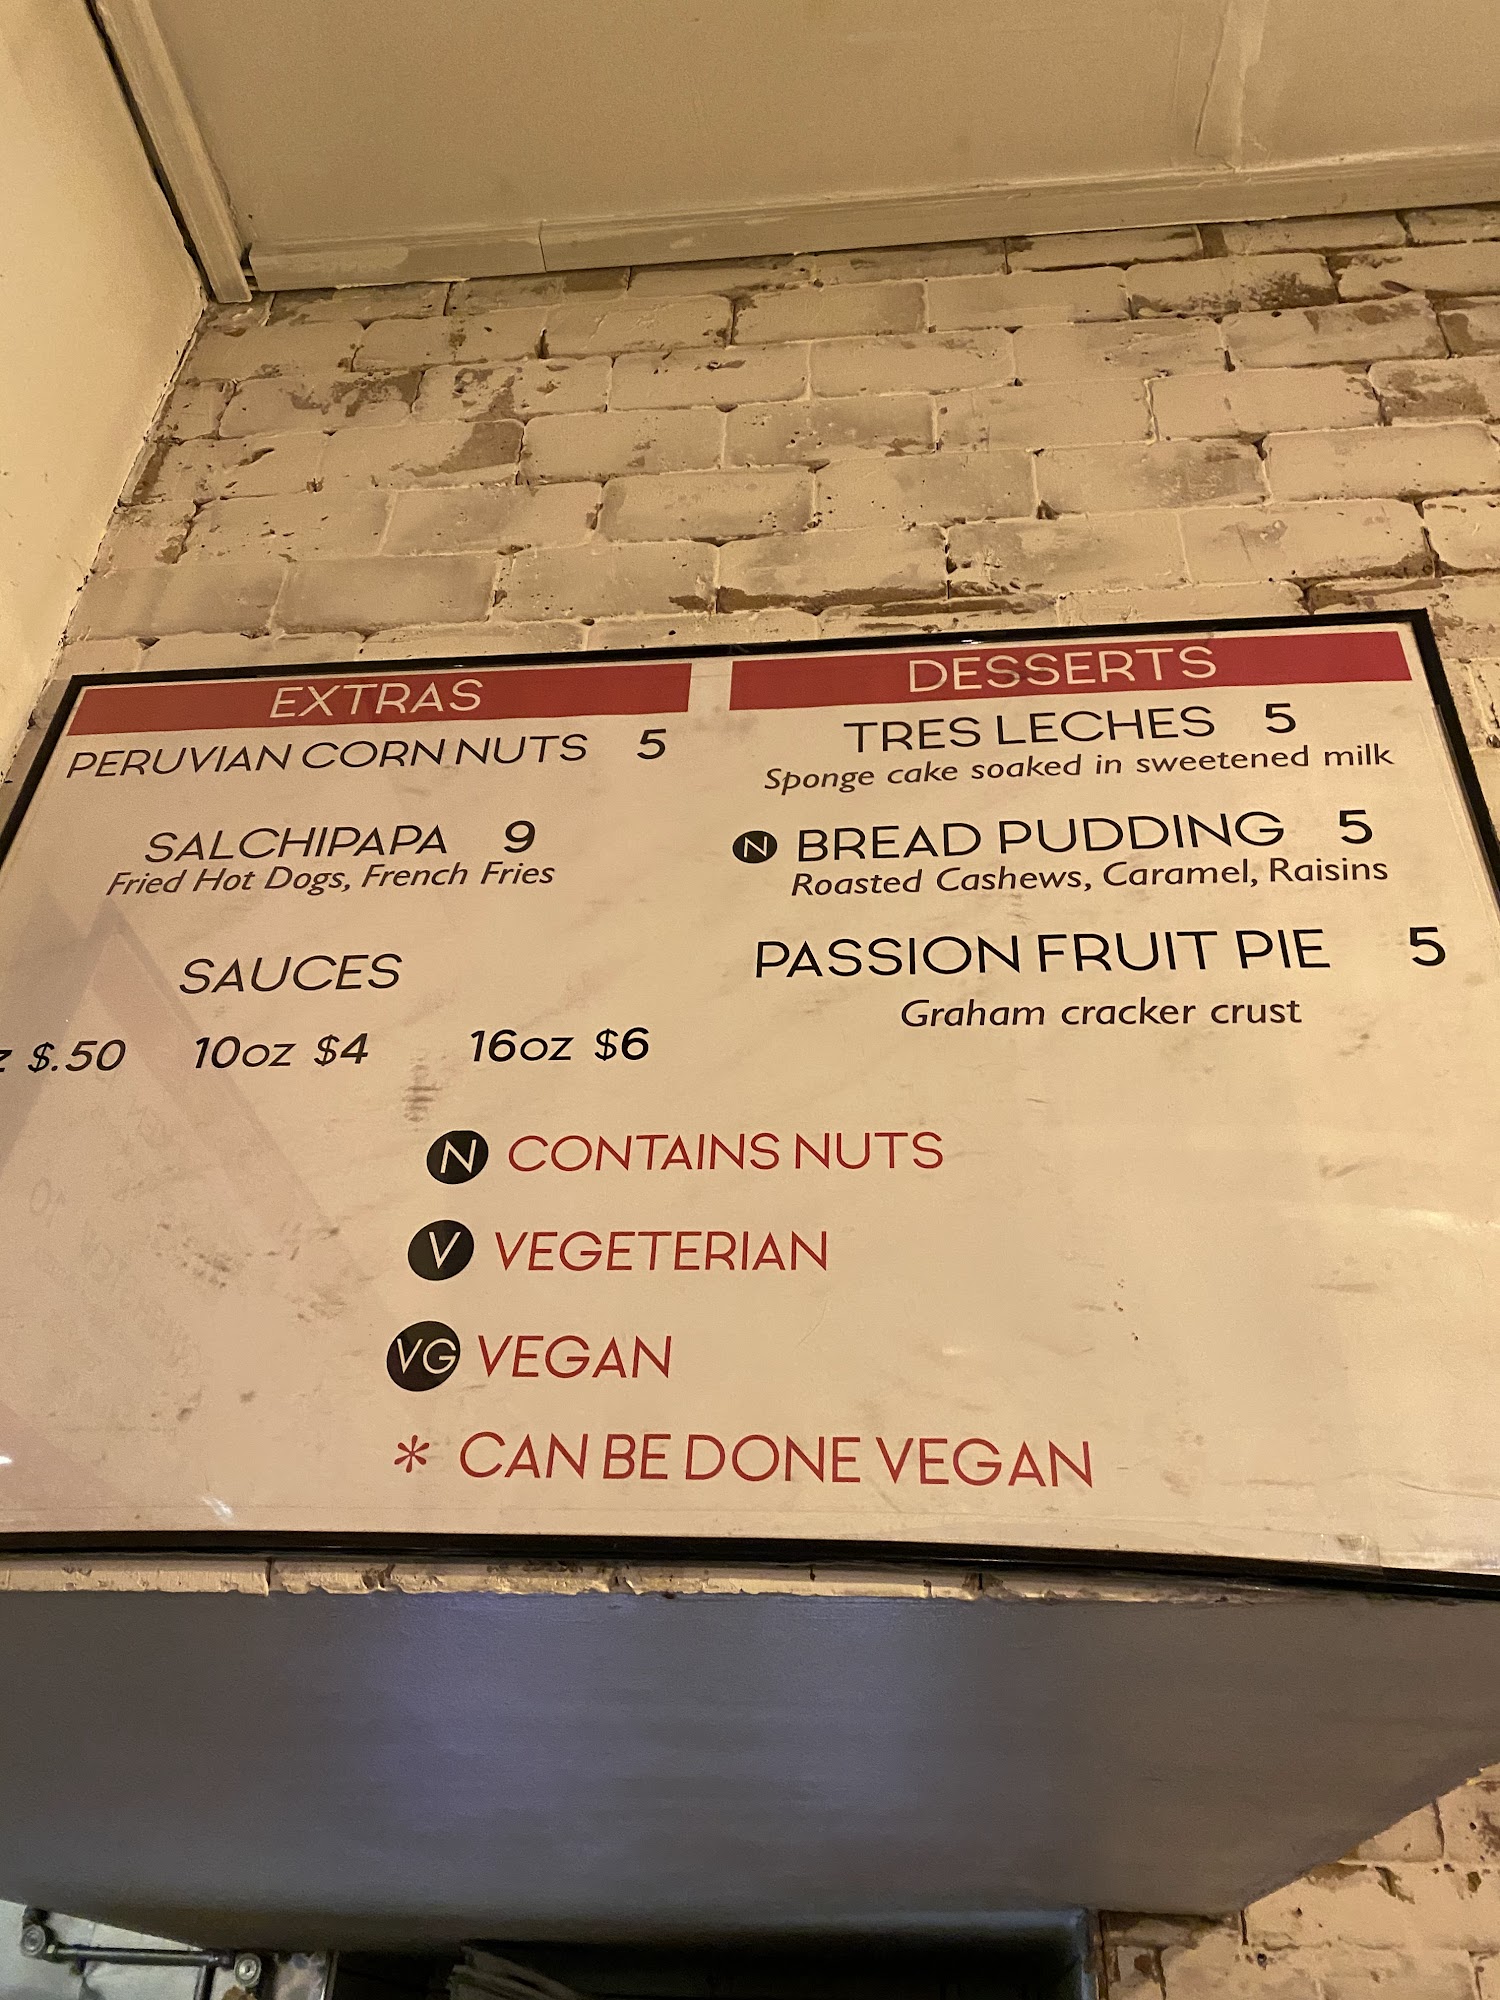 EXTRAS
PERUVIAN CORN NUTS 5
SALCHIPAPA 9
Fried Hot Dogs, French Fries
SAUCES
$.50 10oz $4 16oz $6
DESSERTS
TRES LECHES 5
Sponge cake soaked in sweetened milk
N BREAD PUDDING 5
Roasted Cashews, Caramel, Raisins
PASSION FRUIT PIE 5
Graham cracker crust
N CONTAINS NUTS
V VEGETERIAN
VG VEGAN
* CAN BE DONE VEGAN